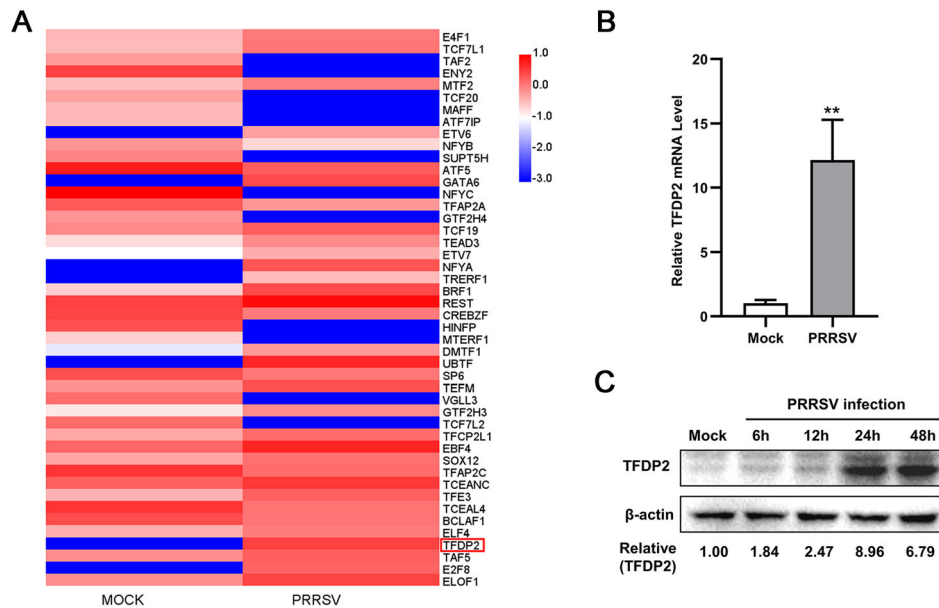 A
E4F1
TCF7L1
TAF2
ENY2
MTF2
TCF20
MAFF
ATF7IP
ETV6
NFYB
SUPT5H
ATF5
GATA6
NFYC
TFAP2A
GTF2H4
TCF19
TEAD3
ETV7
NFYA
TRERF1
BRF1
REST
CREBZF
HINFP
MTERF1
DMTF1
UBTF
SP6
TEFM
VGLL3
GTF2H3
TCF7L2
TFCP2L1
EBF4
SOX12
TFAP2C
TCEANC
TFE3
TCEAL4
BCLAF1
ELF4
TFDP2
TAF5
E2F8
ELOF1
MOCK PRRSV
1.0
0.0
-1.0
-2.0
-3.0
B
Relative TFDP2 mRNA Level
20
15
10
5
0
**
Mock PRRSV
C
PRRSV infection
Mock 6h 12h 24h 48h
TFDP2
β-actin
Relative 1.00 1.84 2.47 8.96 6.79
(TFDP2)